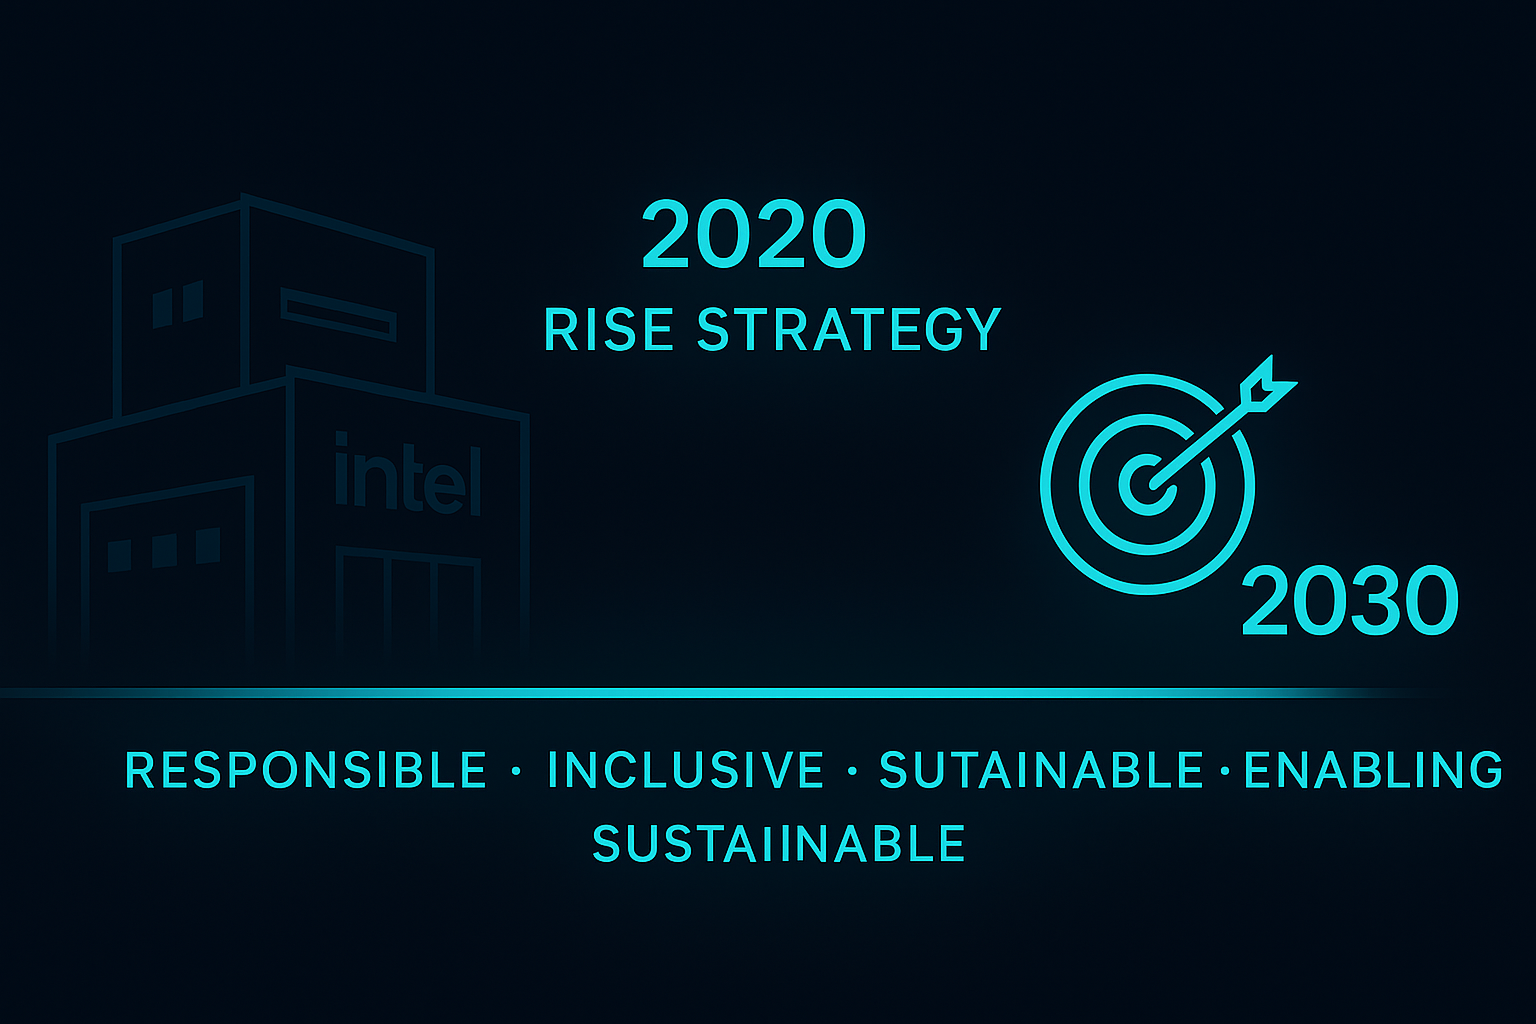 2020
RISE STRATEGY
intel
2030
RESPONSIBLE · INCLUSIVE · SUTAINABLE · ENABLING
SUSTAIINABLE